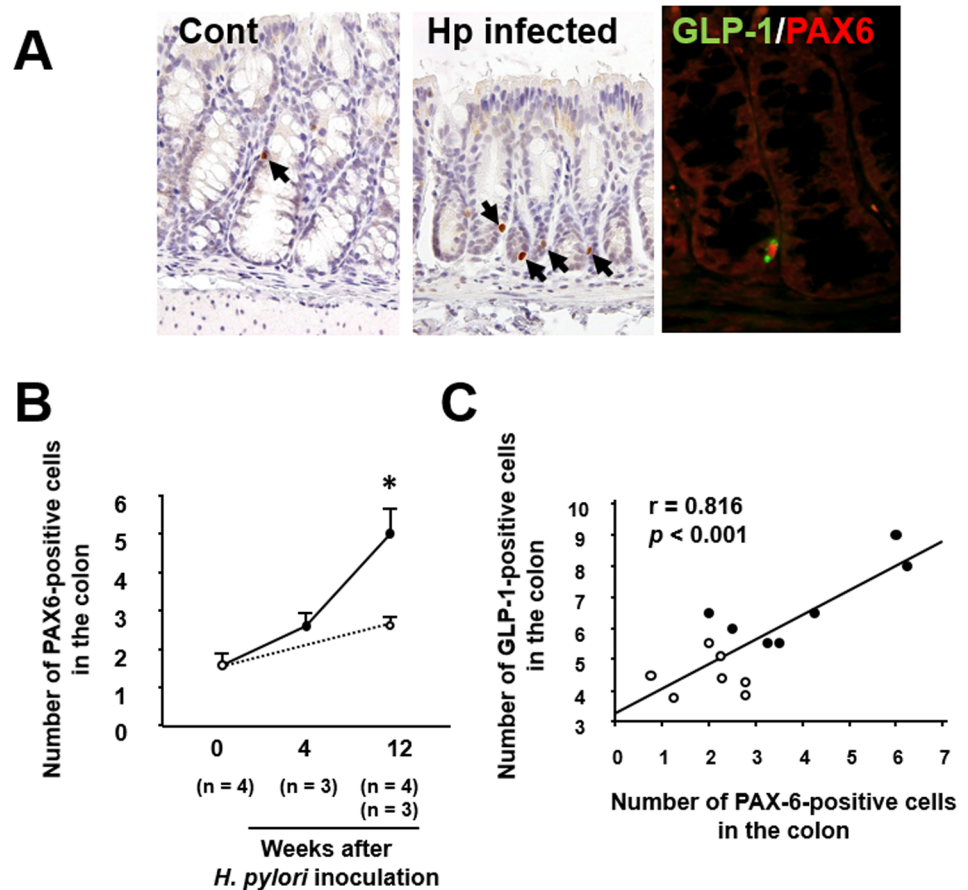 A
Cont
Hp infected
GLP-1/PAX6
B
Number of PAX6-positive cells
in the colon
6
5
4
3
2
1
0
*
0
4
12
(n = 4)
(n = 3)
(n = 4)
(n = 3)
Weeks after
H. pylori inoculation
C
Number of GLP-1-positive cells
in the colon
10
9
8
7
6
5
4
3
r = 0.816
p < 0.001
0
1
2
3
4
5
6
7
Number of PAX-6-positive cells
in the colon